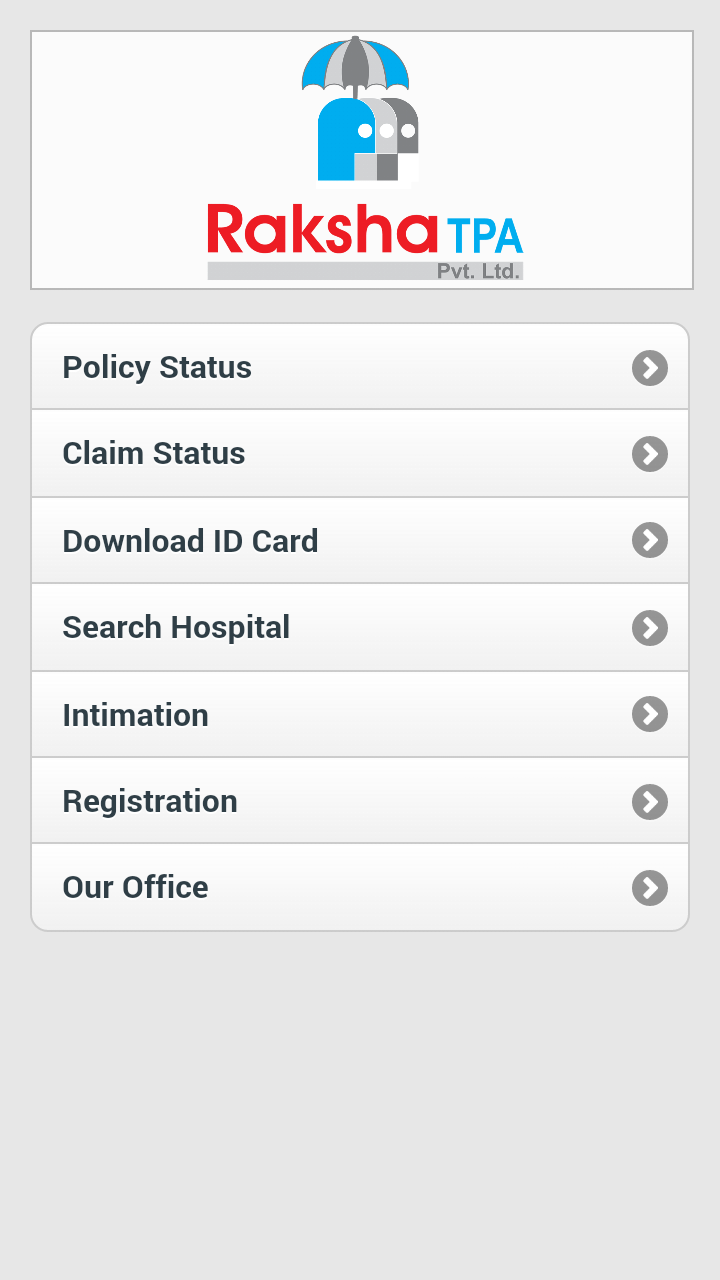 Raksha TPA
Pvt. Ltd.
Policy Status
Claim Status
Download ID Card
Search Hospital
Intimation
Registration
Our Office